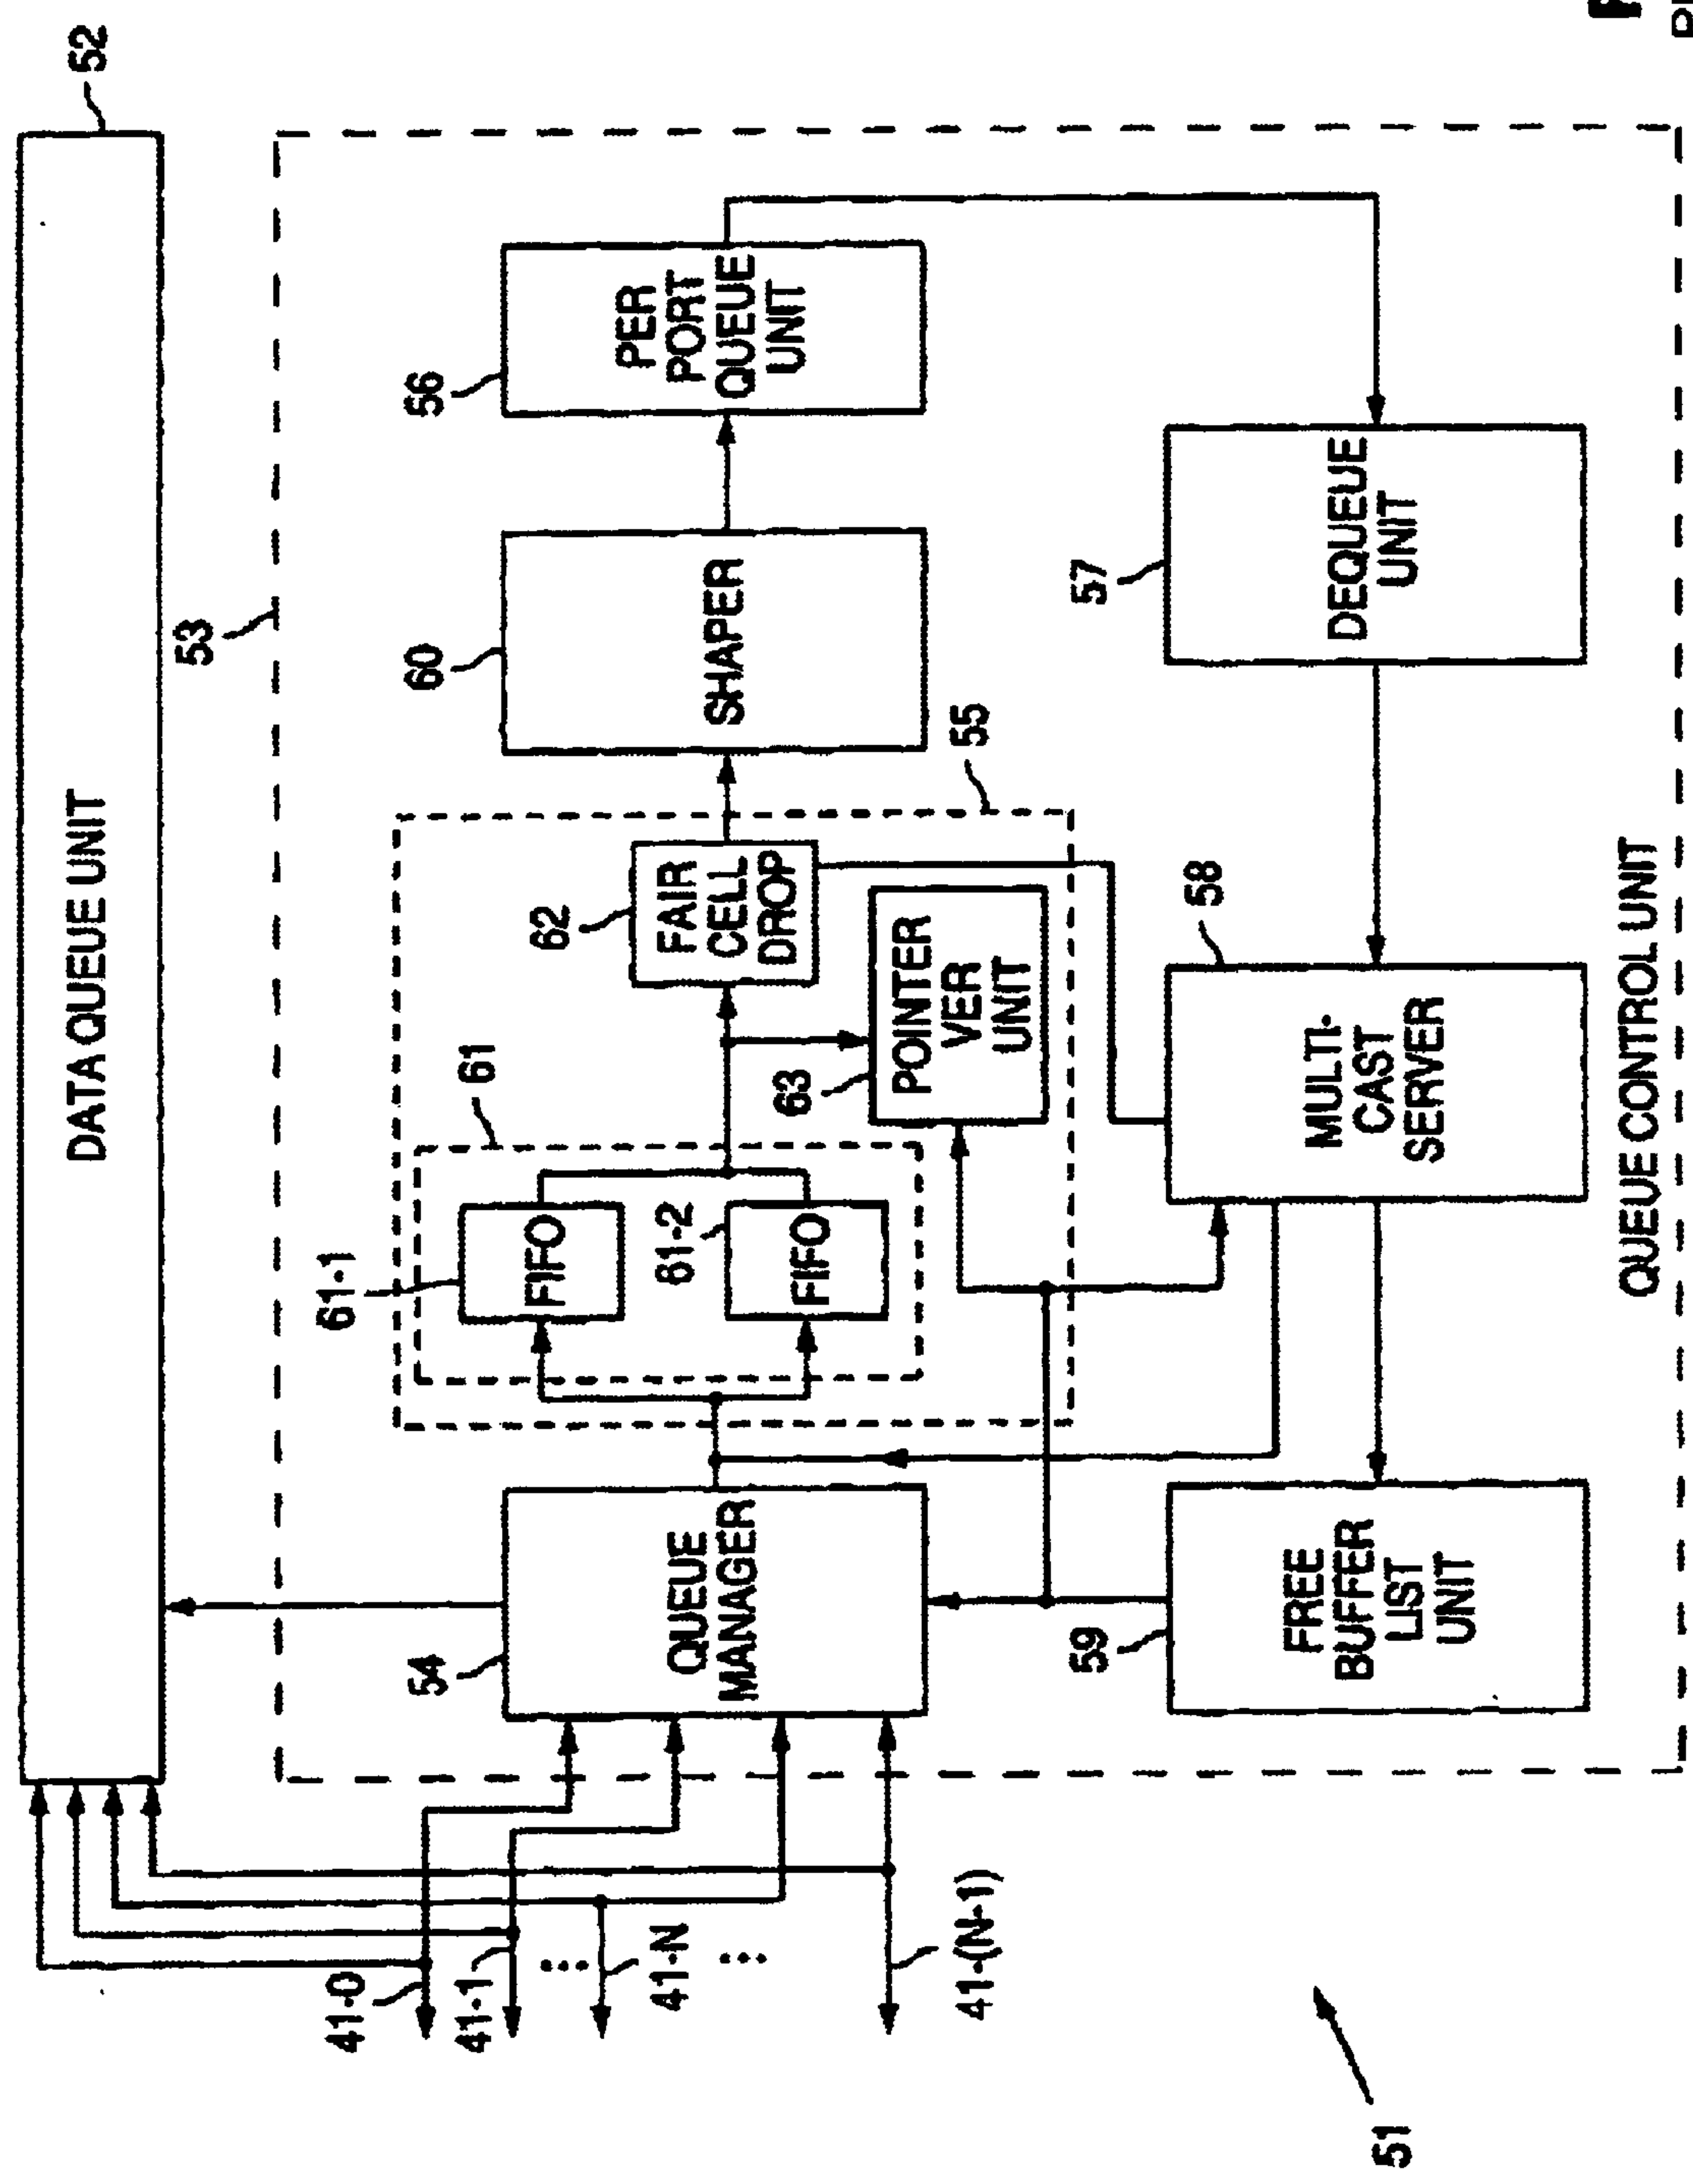 52
DATA QUEUE UNIT
53
56
PER
PORT
QUEUE
UNIT
60
SHAPER
55
62
FAIR
CELL
DROP
63
POINTER
VER
UNIT
61
61-1
FIFO
61-2
FIFO
54
QUEUE
MANAGER
57
DEQUEUE
UNIT
58
MULTI-
CAST
SERVER
59
FREE
BUFFER
LIST
UNIT
QUEUE CONTROL UNIT
41-0
41-1
41-N
41-(N-1)
51